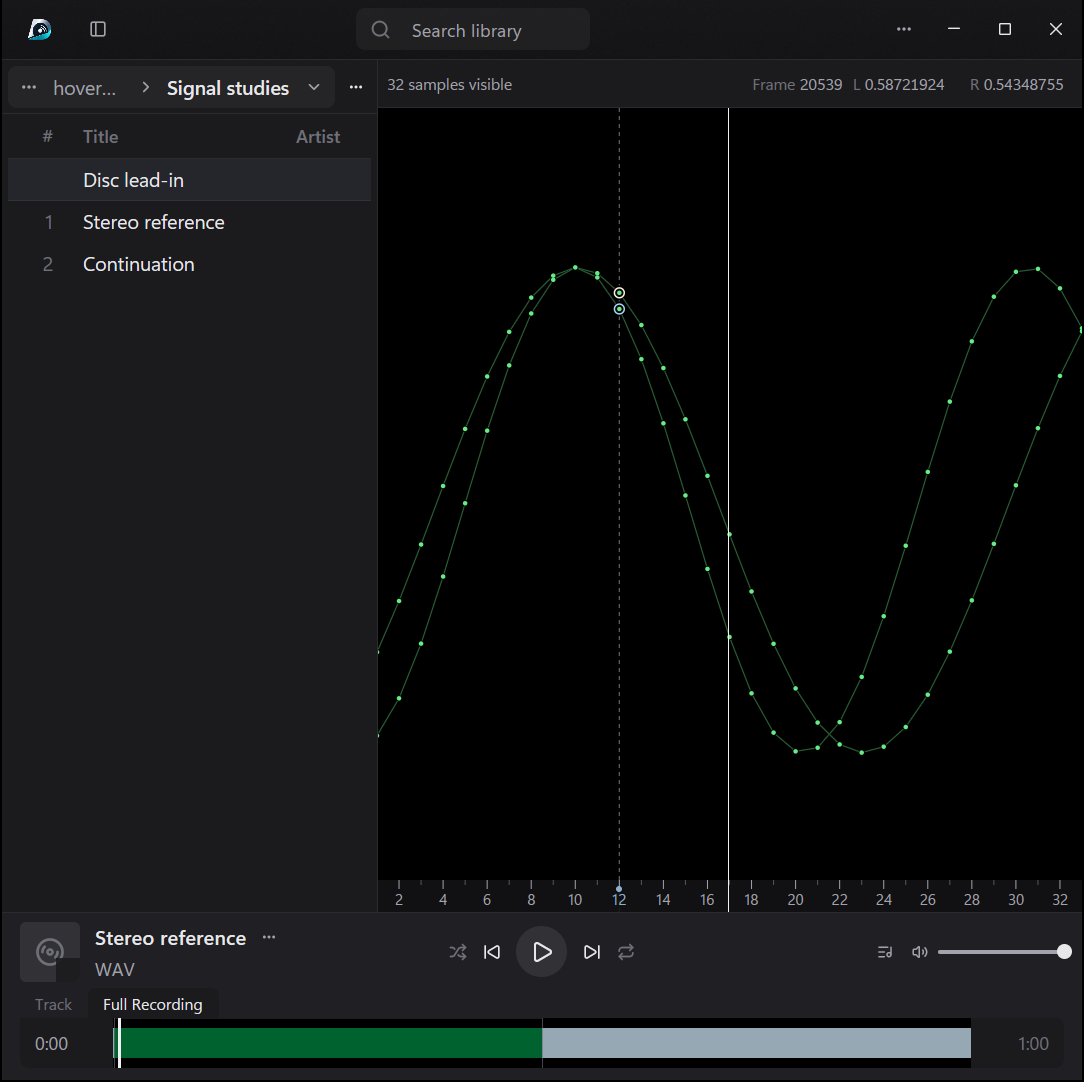 Search library
hover... Signal studies
32 samples visible Frame 20539 L 0.58721924 R 0.54348755
# Title Artist
Disc lead-in
1 Stereo reference
2 Continuation
2 4 6 8 10 12 14 16 18 20 22 24 26 28 30 32
Stereo reference
WAV
Track Full Recording
0:00 1:00